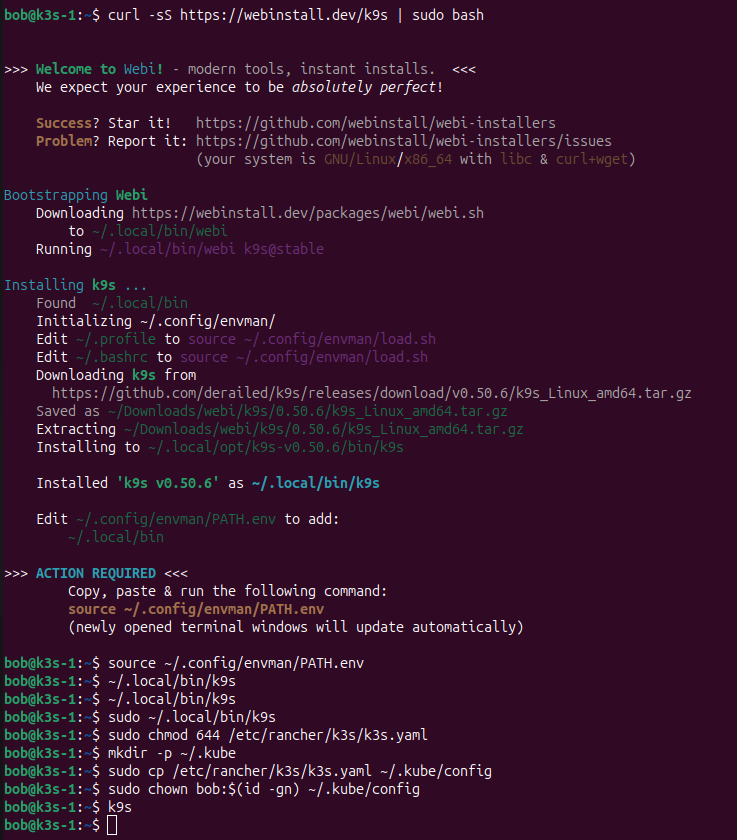 bob@k3s-1:~$ curl -sS https://webinstall.dev/k9s | sudo bash
>>> Welcome to Webi! - modern tools, instant installs.  <<<
We expect your experience to be absolutely perfect!
Success? Star it!   https://github.com/webinstall/webi-installers
Problem? Report it: https://github.com/webinstall/webi-installers/issues
(your system is GNU/Linux/x86_64 with libc & curl+wget)
Bootstrapping Webi
Downloading https://webinstall.dev/packages/webi/webi.sh
to ~/.local/bin/webi
Running ~/.local/bin/webi k9s@stable
Installing k9s ...
Found  ~/.local/bin
Initializing ~/.config/envman/
Edit ~/.profile to source ~/.config/envman/load.sh
Edit ~/.bashrc to source ~/.config/envman/load.sh
Downloading k9s from
https://github.com/derailed/k9s/releases/download/v0.50.6/k9s_Linux_amd64.tar.gz
Saved as ~/Downloads/webi/k9s/0.50.6/k9s_Linux_amd64.tar.gz
Extracting ~/Downloads/webi/k9s/0.50.6/k9s_Linux_amd64.tar.gz
Installing to ~/.local/opt/k9s-v0.50.6/bin/k9s
Installed 'k9s v0.50.6' as ~/.local/bin/k9s
Edit ~/.config/envman/PATH.env to add:
~/.local/bin
>>> ACTION REQUIRED <<<
Copy, paste & run the following command:
source ~/.config/envman/PATH.env
(newly opened terminal windows will update automatically)
bob@k3s-1:~$ source ~/.config/envman/PATH.env
bob@k3s-1:~$ ~/.local/bin/k9s
bob@k3s-1:~$ ~/.local/bin/k9s
bob@k3s-1:~$ sudo ~/.local/bin/k9s
bob@k3s-1:~$ sudo chmod 644 /etc/rancher/k3s/k3s.yaml
bob@k3s-1:~$ mkdir -p ~/.kube
bob@k3s-1:~$ sudo cp /etc/rancher/k3s/k3s.yaml ~/.kube/config
bob@k3s-1:~$ sudo chown bob:$(id -gn) ~/.kube/config
bob@k3s-1:~$ k9s
bob@k3s-1:~$